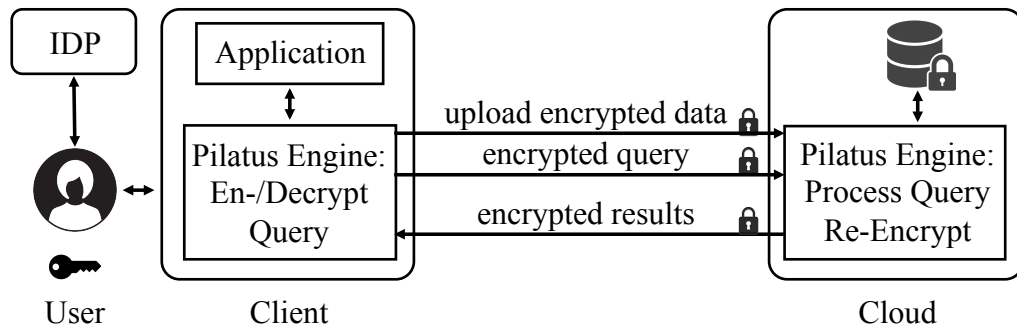 IDP
Application
upload encrypted data
Pilatus Engine:
En-/Decrypt
Query
encrypted query
encrypted results
Pilatus Engine:
Process Query
Re-Encrypt
User
Client
Cloud